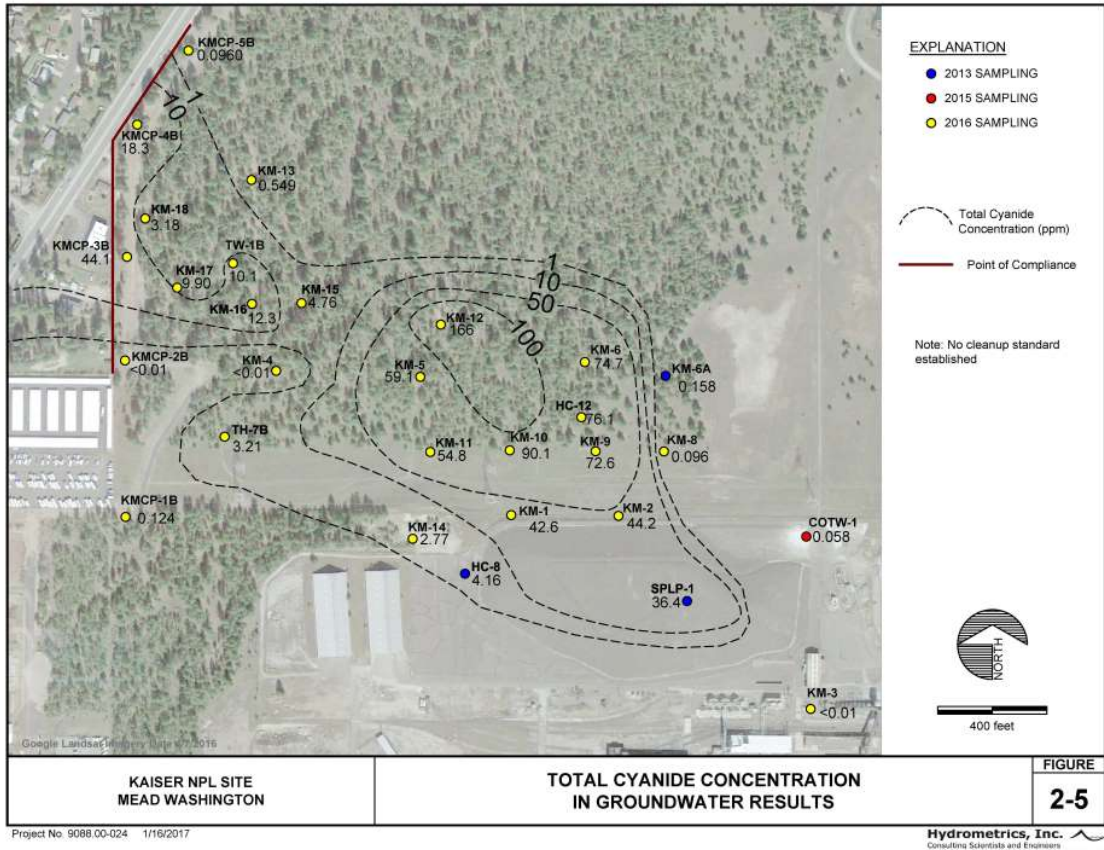 KMCP-5B
0.0960
1
10
KMCP-4B
18.3
KM-13
0.549
KM-18
3.18
KMCP-3B
44.1
TW-1B
10.1
KM-17
9.90
KM-16
12.3
KM-15
4.76
1
10
50
100
KM-12
166
KMCP-2B
<0.01
KM-4
<0.01
KM-5
59.1
KM-6
74.7
KM-6A
0.158
HC-12
76.1
TH-7B
3.21
KM-11
54.8
KM-10
90.1
KM-9
72.6
KM-8
0.096
KMCP-1B
0.124
KM-14
2.77
KM-1
42.6
KM-2
44.2
COTW-1
0.058
HC-8
4.16
SPLP-1
36.4
KM-3
<0.01
Google Landsat Imagery Date 4/7/2016
EXPLANATION
2013 SAMPLING
2015 SAMPLING
2016 SAMPLING
Total Cyanide
Concentration (ppm)
Point of Compliance
Note: No cleanup standard
established
NORTH
400 feet
KAISER NPL SITE
MEAD WASHINGTON
TOTAL CYANIDE CONCENTRATION
IN GROUNDWATER RESULTS
FIGURE
2-5
Project No. 9088.00-024 1/16/2017
Hydrometrics, Inc.
Consulting Scientists and Engineers